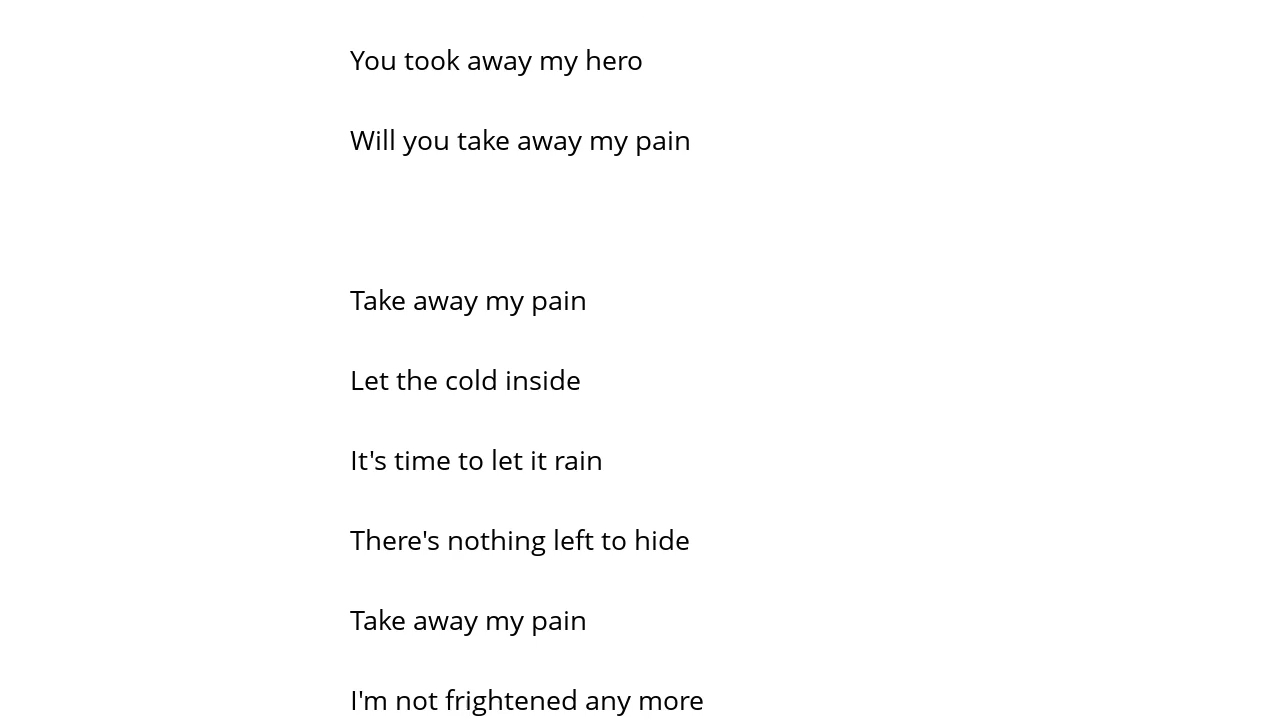 You took away my hero
Will you take away my pain
Take away my pain
Let the cold inside
It's time to let it rain
There's nothing left to hide
Take away my pain
I'm not frightened any more